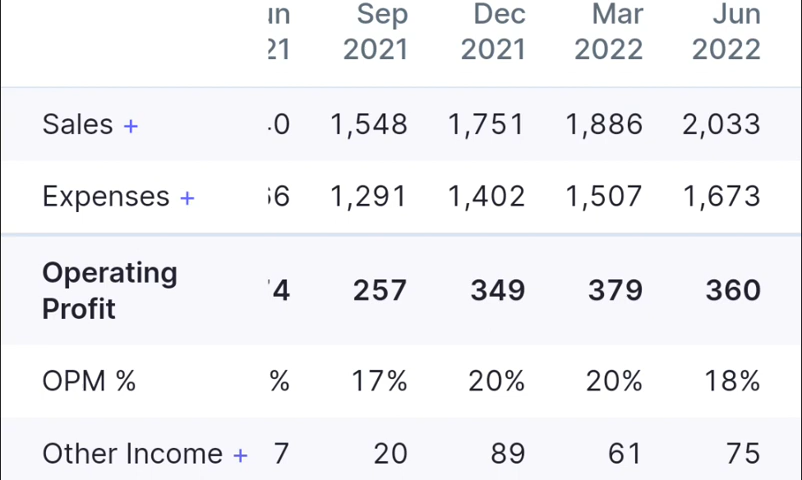 Sep Dec Mar Jun
2021 2021 2022 2022
Sales + 1,548 1,751 1,886 2,033
Expenses + 1,291 1,402 1,507 1,673
Operating
Profit 257 349 379 360
OPM % % 17% 20% 20% 18%
Other Income + 7 20 89 61 75